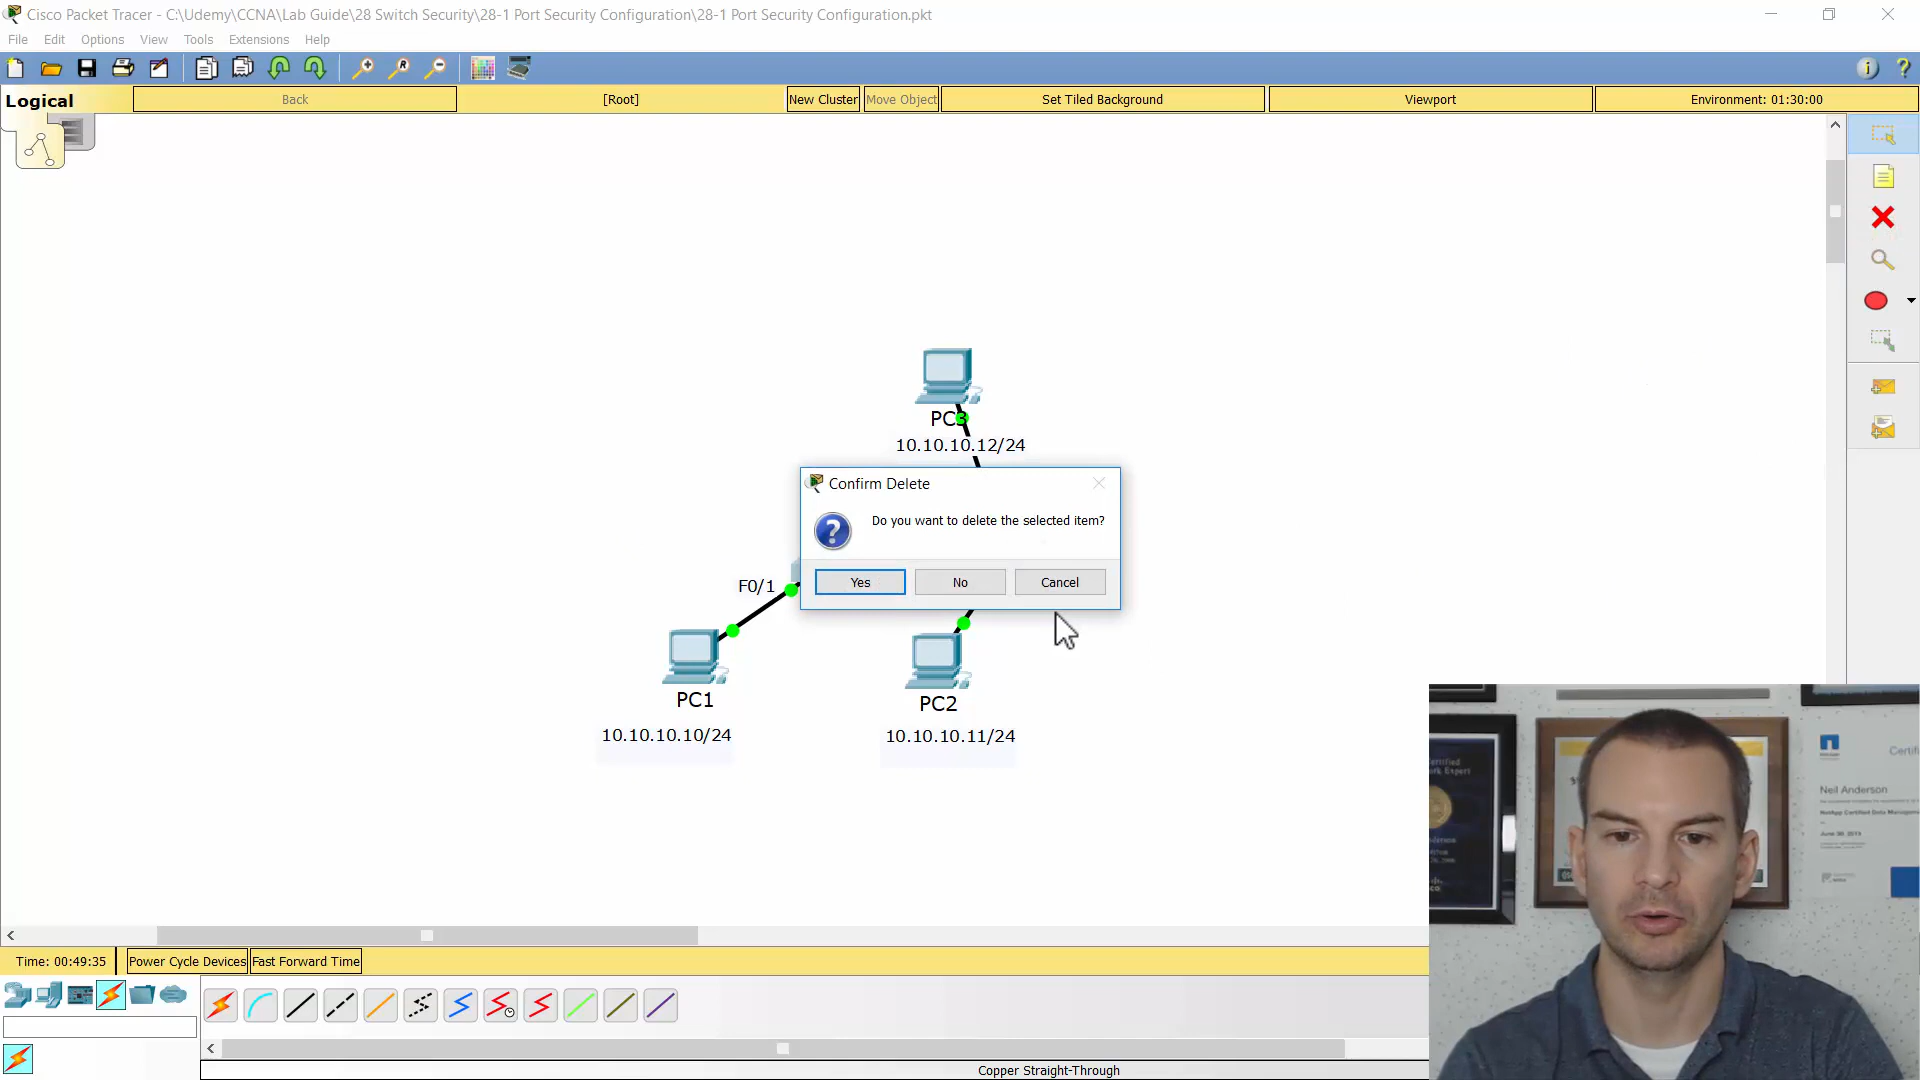 Cisco Packet Tracer - C:\Udemy\CCNA\Lab Guide\28 Switch Security\28-1 Port Security Configuration\28-1 Port Security Configuration.pkt
File Edit Options View Tools Extensions Help
Logical
Back
[Root]
New Cluster
Move Object
Set Tiled Background
Viewport
Environment: 01:30:00
PC3
10.10.10.12/24
Confirm Delete
Do you want to delete the selected item?
Yes
No
Cancel
F0/1
PC1
PC2
10.10.10.10/24
10.10.10.11/24
Neil Anderson
Time: 00:49:35
Power Cycle Devices
Fast Forward Time
Copper Straight-Through